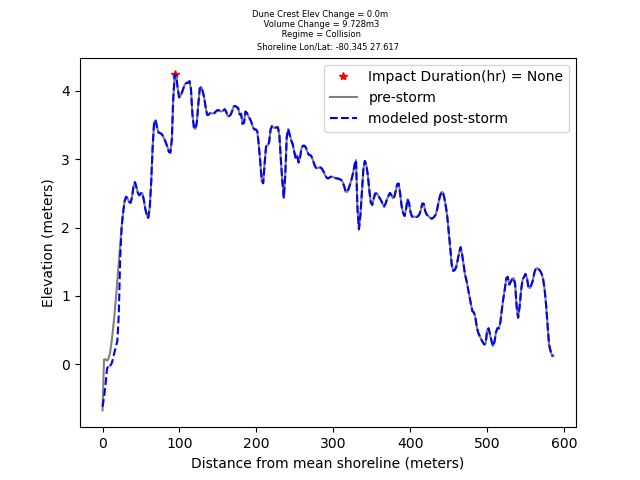 Dune Crest Elev Change = 0.0m
Volume Change = 9.728m3
Regime = Collision
Shoreline Lon/Lat: -80.345 27.617
Impact Duration(hr) = None
pre-storm
modeled post-storm
Elevation (meters)
4
3
2
1
0
0 100 200 300 400 500 600
Distance from mean shoreline (meters)